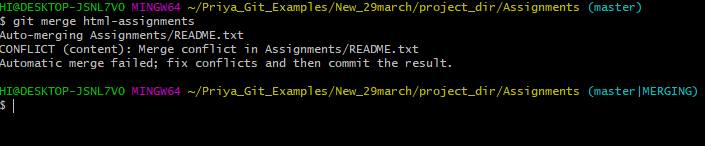 HI@DESKTOP-JSNL7VO MINGW64 ~/Priya_Git_Examples/New_29march/project_dir/Assignments (master)
$ git merge html-assignments
Auto-merging Assignments/README.txt
CONFLICT (content): Merge conflict in Assignments/README.txt
Automatic merge failed; fix conflicts and then commit the result.
HI@DESKTOP-JSNL7VO MINGW64 ~/Priya_Git_Examples/New_29march/project_dir/Assignments (master|MERGING)
$